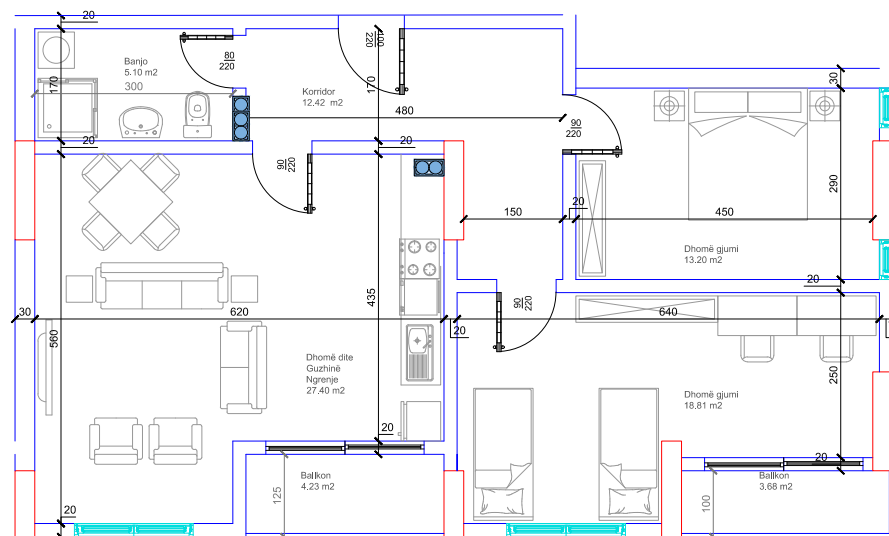 20
100
220
80
220
Banjo
5.10 m2
300
170
Korridor
12.42 m2
170
480
30
90
220
20
20
90
220
150
20
290
450
Dhomë gjumi
13.20 m2
20
435
90
220
30
620
20
640
560
Dhomë dite
Guzhinë
Ngrenje
27.40 m2
250
Dhomë gjumi
18.81 m2
20
20
Ballkon
4.23 m2
125
Ballkon
3.68 m2
100
20